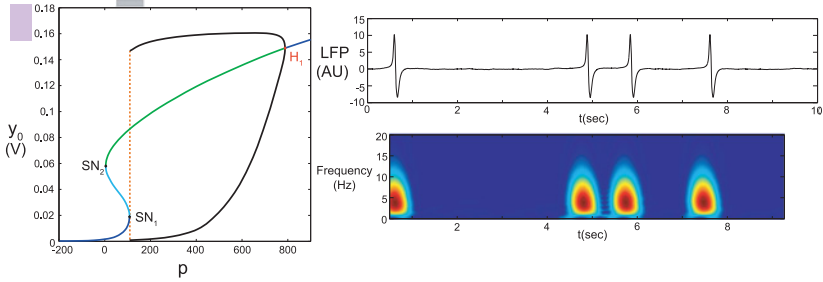 0.18
0.16
0.14
0.12
0.1
0.08
0.06
0.04
0.02
0
y0
(V)
SN2
SN1
H1
-200 0 200 400 600 800
p
LFP
(AU)
15
10
5
0
-5
-10
0 2 4 6 8 10
t(sec)
Frequency
(Hz)
20
15
10
5
0
2 4 6 8
t(sec)